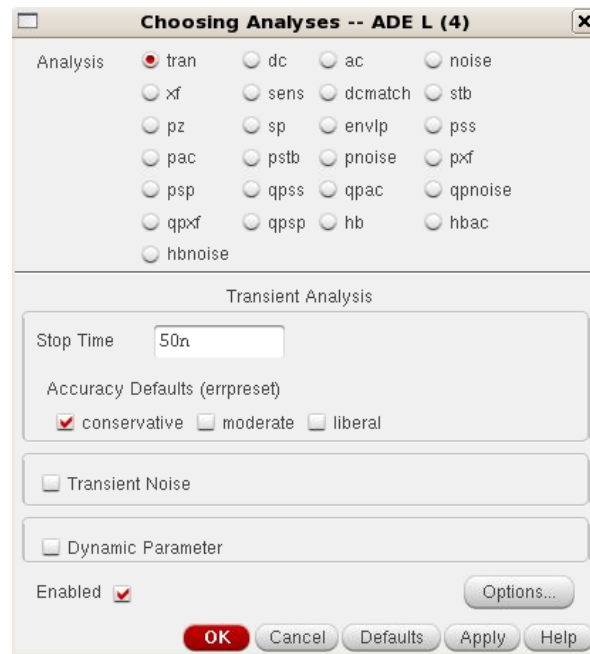 Choosing Analyses -- ADE L (4)
Analysis tran dc ac noise
xf sens dcmatch stb
pz sp envlp pss
pac pstb pnoise pxf
psp qpss qpac qpnoise
qpxf qpsp hb hbac
hbnoise
Transient Analysis
Stop Time 50n
Accuracy Defaults (errpreset)
conservative moderate liberal
Transient Noise
Dynamic Parameter
Enabled Options...
OK Cancel Defaults Apply Help